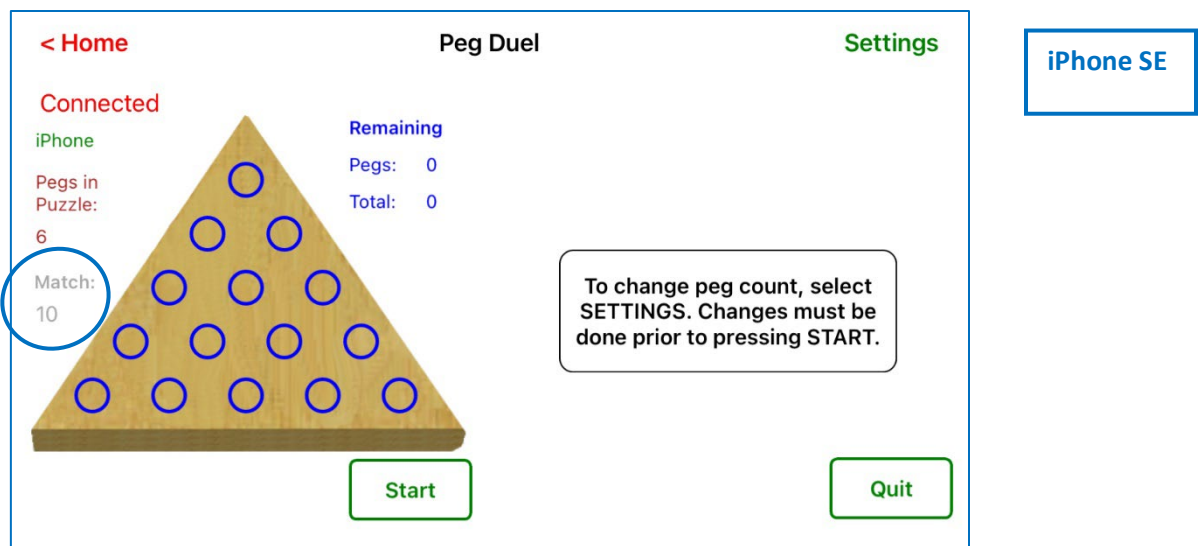 < Home
Peg Duel
Settings
iPhone SE
Connected
iPhone
Pegs in
Puzzle:
6
Match:
10
Remaining
Pegs: 0
Total: 0
To change peg count, select
SETTINGS. Changes must be
done prior to pressing START.
Start
Quit